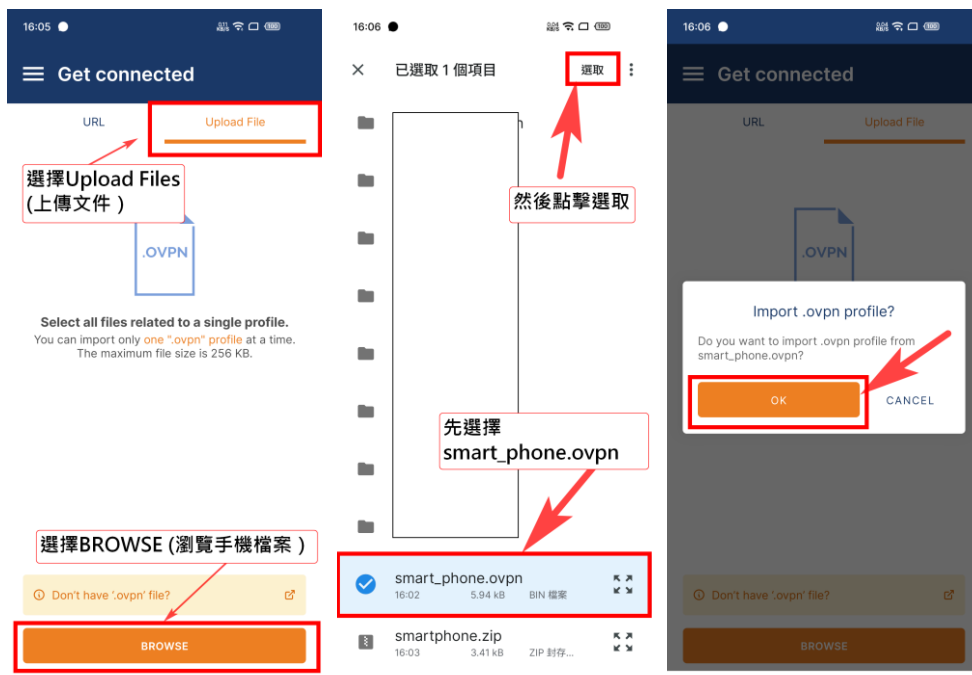 16:05
Get connected
URL
Upload File
選擇Upload Files
(上傳文件 )
.OVPN
Select all files related to a single profile.
You can import only one ".ovpn" profile at a time.
The maximum file size is 256 KB.
選擇BROWSE (瀏覽手機檔案 )
Don't have '.ovpn' file?
BROWSE
16:06
已選取 1 個項目
選取
然後點擊選取
先選擇
smart_phone.ovpn
smart_phone.ovpn
16:02 5.94 kB BIN 檔案
smartphone.zip
16:03 3.41 kB ZIP 封存...
16:06
Get connected
URL
Upload File
.OVPN
Import .ovpn profile?
Do you want to import .ovpn profile from
smart_phone.ovpn?
OK
CANCEL
Don't have '.ovpn' file?
BROWSE